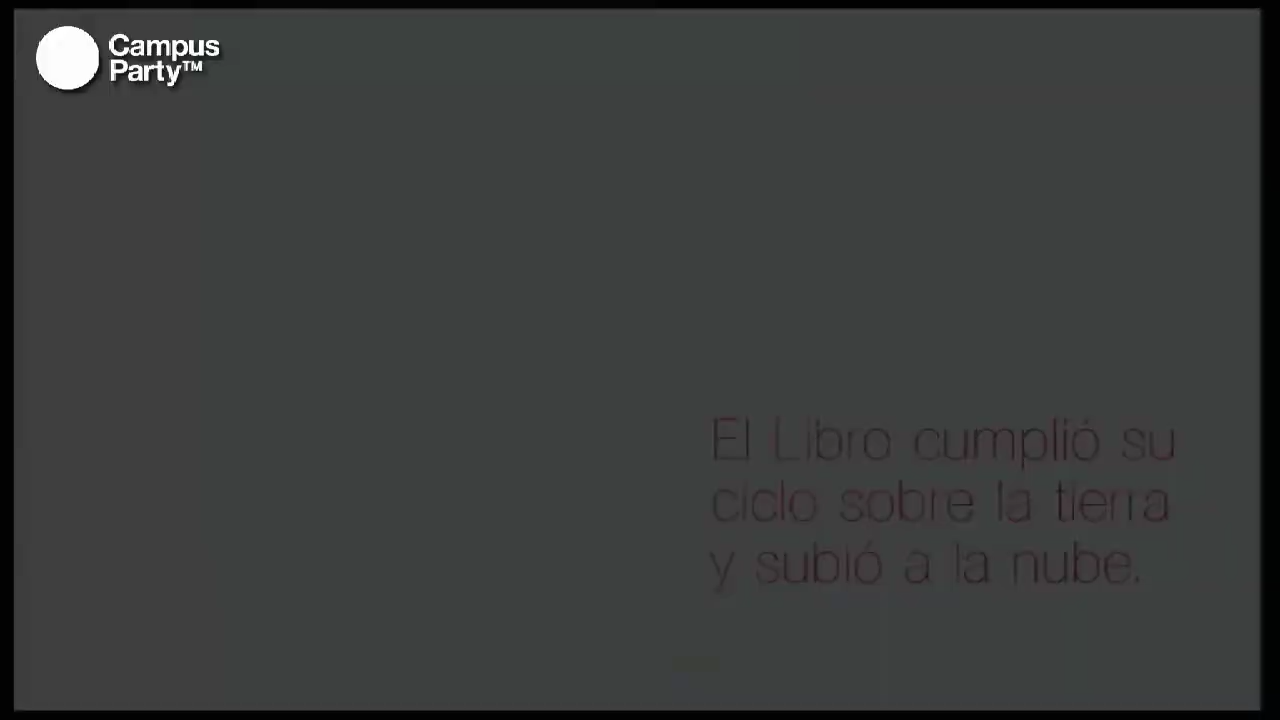 Campus
Party™
El Libro cumplió su
ciclo sobre la tierra
y subió a la nube.